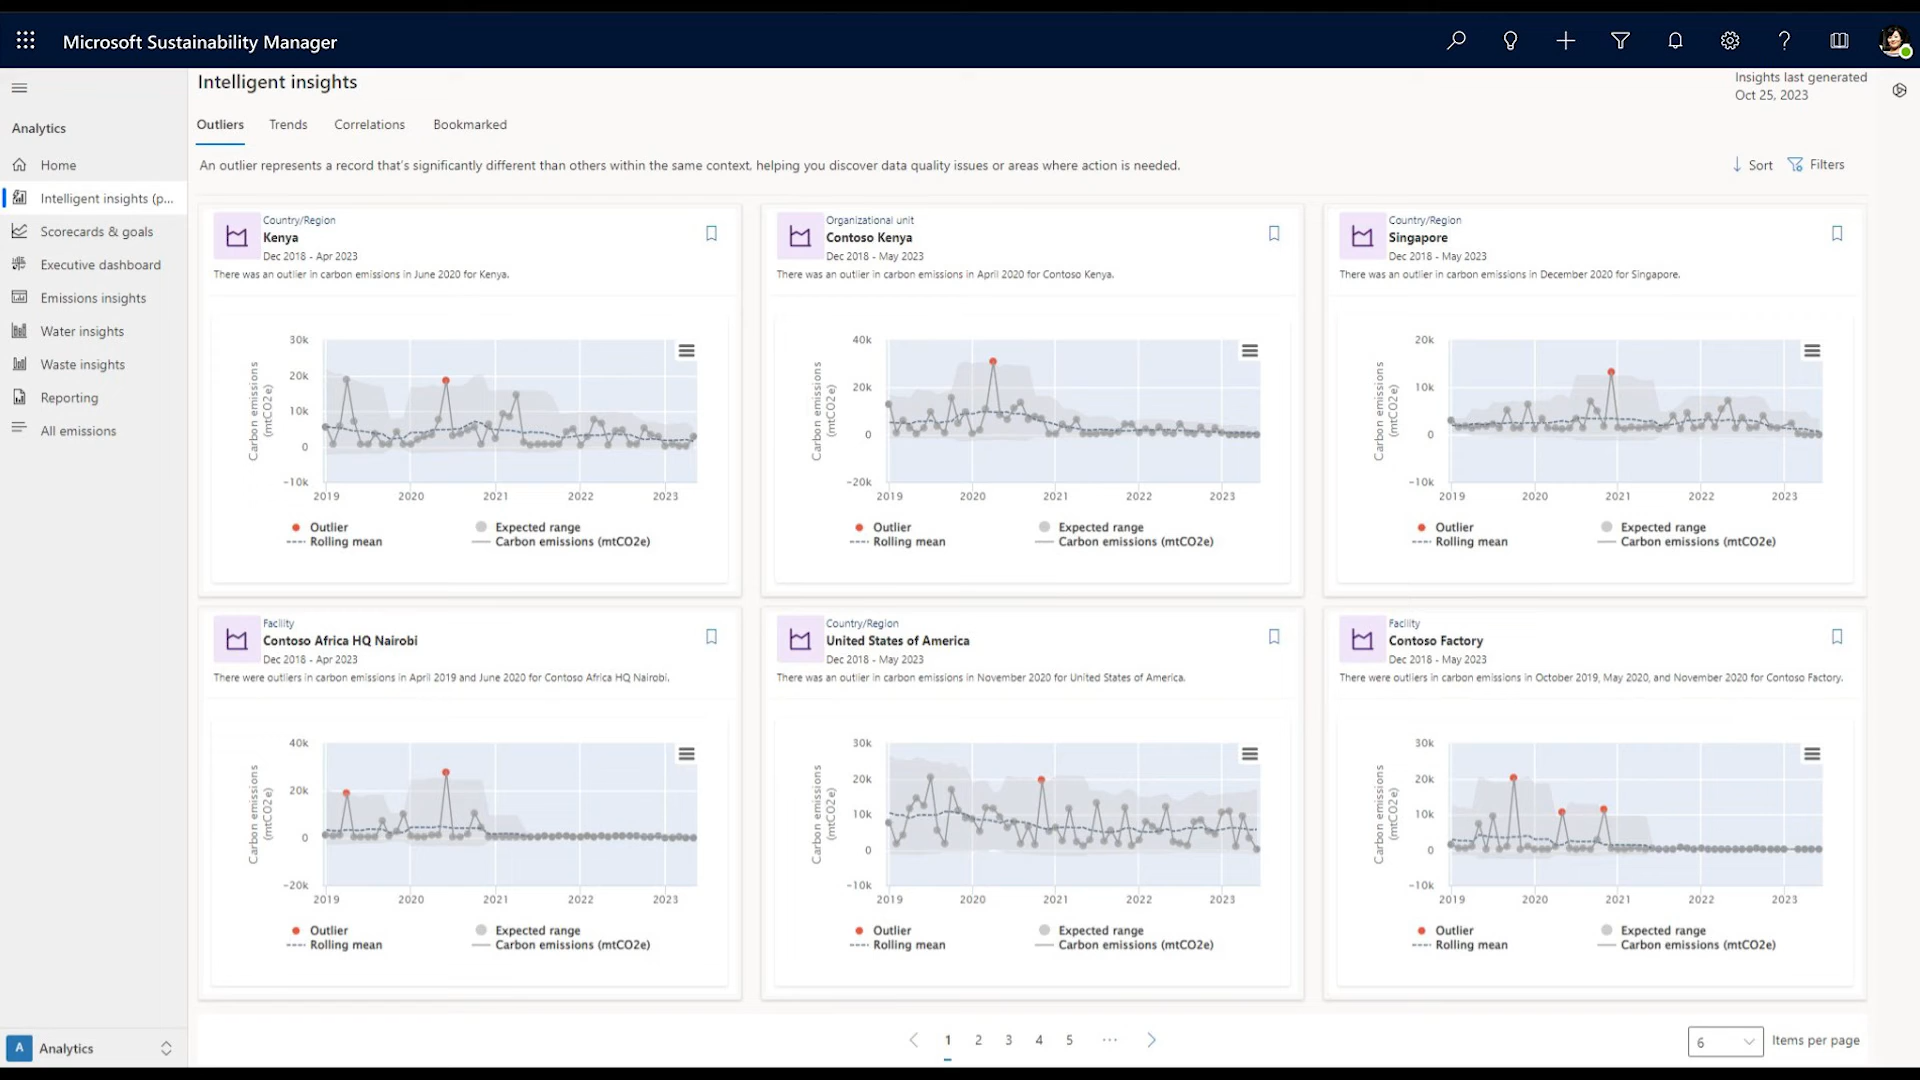 Microsoft Sustainability Manager
Intelligent insights
Insights last generated
Oct 25, 2023
Analytics
Home
Intelligent insights (p...
Scorecards & goals
Executive dashboard
Emissions insights
Water insights
Waste insights
Reporting
All emissions
Outliers Trends Correlations Bookmarked
An outlier represents a record that's significantly different than others within the same context, helping you discover data quality issues or areas where action is needed.
Sort Filters
Country/Region
Kenya
Dec 2018 - Apr 2023
There was an outlier in carbon emissions in June 2020 for Kenya.
Carbon emissions
(mtCO2e)
30k
20k
10k
0
−10k
2019 2020 2021 2022 2023
Outlier Expected range
Rolling mean Carbon emissions (mtCO2e)
Organizational unit
Contoso Kenya
Dec 2018 - May 2023
There was an outlier in carbon emissions in April 2020 for Contoso Kenya.
Carbon emissions
(mtCO2e)
40k
20k
0
−20k
2019 2020 2021 2022 2023
Outlier Expected range
Rolling mean Carbon emissions (mtCO2e)
Country/Region
Singapore
Dec 2018 - May 2023
There was an outlier in carbon emissions in December 2020 for Singapore.
Carbon emissions
(mtCO2e)
20k
10k
0
−10k
2019 2020 2021 2022 2023
Outlier Expected range
Rolling mean Carbon emissions (mtCO2e)
Facility
Contoso Africa HQ Nairobi
Dec 2018 - Apr 2023
There were outliers in carbon emissions in April 2019 and June 2020 for Contoso Africa HQ Nairobi.
Carbon emissions
(mtCO2e)
40k
20k
0
−20k
2019 2020 2021 2022 2023
Outlier Expected range
Rolling mean Carbon emissions (mtCO2e)
Country/Region
United States of America
Dec 2018 - May 2023
There was an outlier in carbon emissions in November 2020 for United States of America.
Carbon emissions
(mtCO2e)
30k
20k
10k
0
−10k
2019 2020 2021 2022 2023
Outlier Expected range
Rolling mean Carbon emissions (mtCO2e)
Facility
Contoso Factory
Dec 2018 - May 2023
There were outliers in carbon emissions in October 2019, May 2020, and November 2020 for Contoso Factory.
Carbon emissions
(mtCO2e)
30k
20k
10k
0
−10k
2019 2020 2021 2022 2023
Outlier Expected range
Rolling mean Carbon emissions (mtCO2e)
1 2 3 4 5 ...
6 Items per page
A Analytics